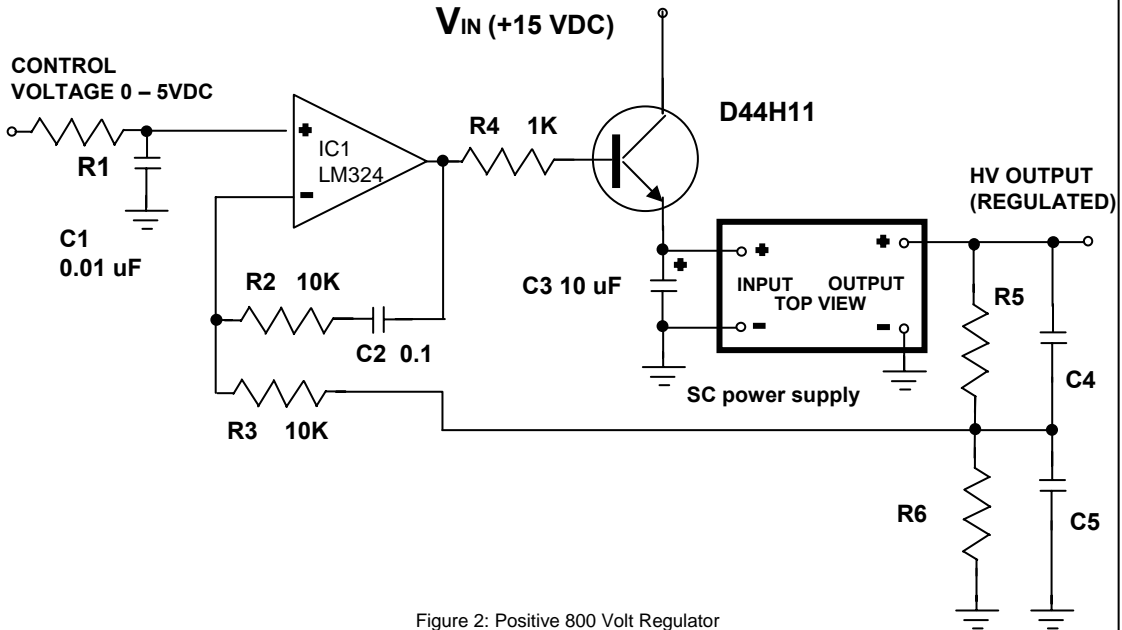 VIN (+15 VDC)
CONTROL
VOLTAGE 0 – 5VDC
D44H11
R4 1K
+
IC1
LM324
-
R1
HV OUTPUT
(REGULATED)
C1
0.01 uF
+ +
+
C3 10 uF
INPUT OUTPUT
TOP VIEW
- -
R2 10K
R5
C2 0.1
C4
SC power supply
R3 10K
R6
C5
Figure 2: Positive 800 Volt Regulator